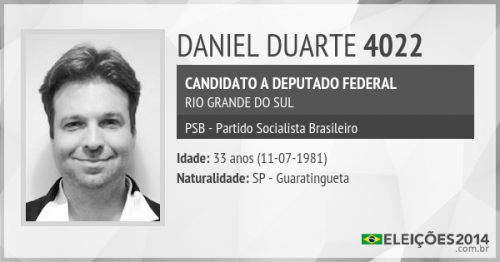 DANIEL DUARTE 4022
CANDIDATO A DEPUTADO FEDERAL
RIO GRANDE DO SUL
PSB - Partido Socialista Brasileiro
Idade: 33 anos (11-07-1981)
Naturalidade: SP - Guaratingueta
ELEIÇÕES2014
.com.br